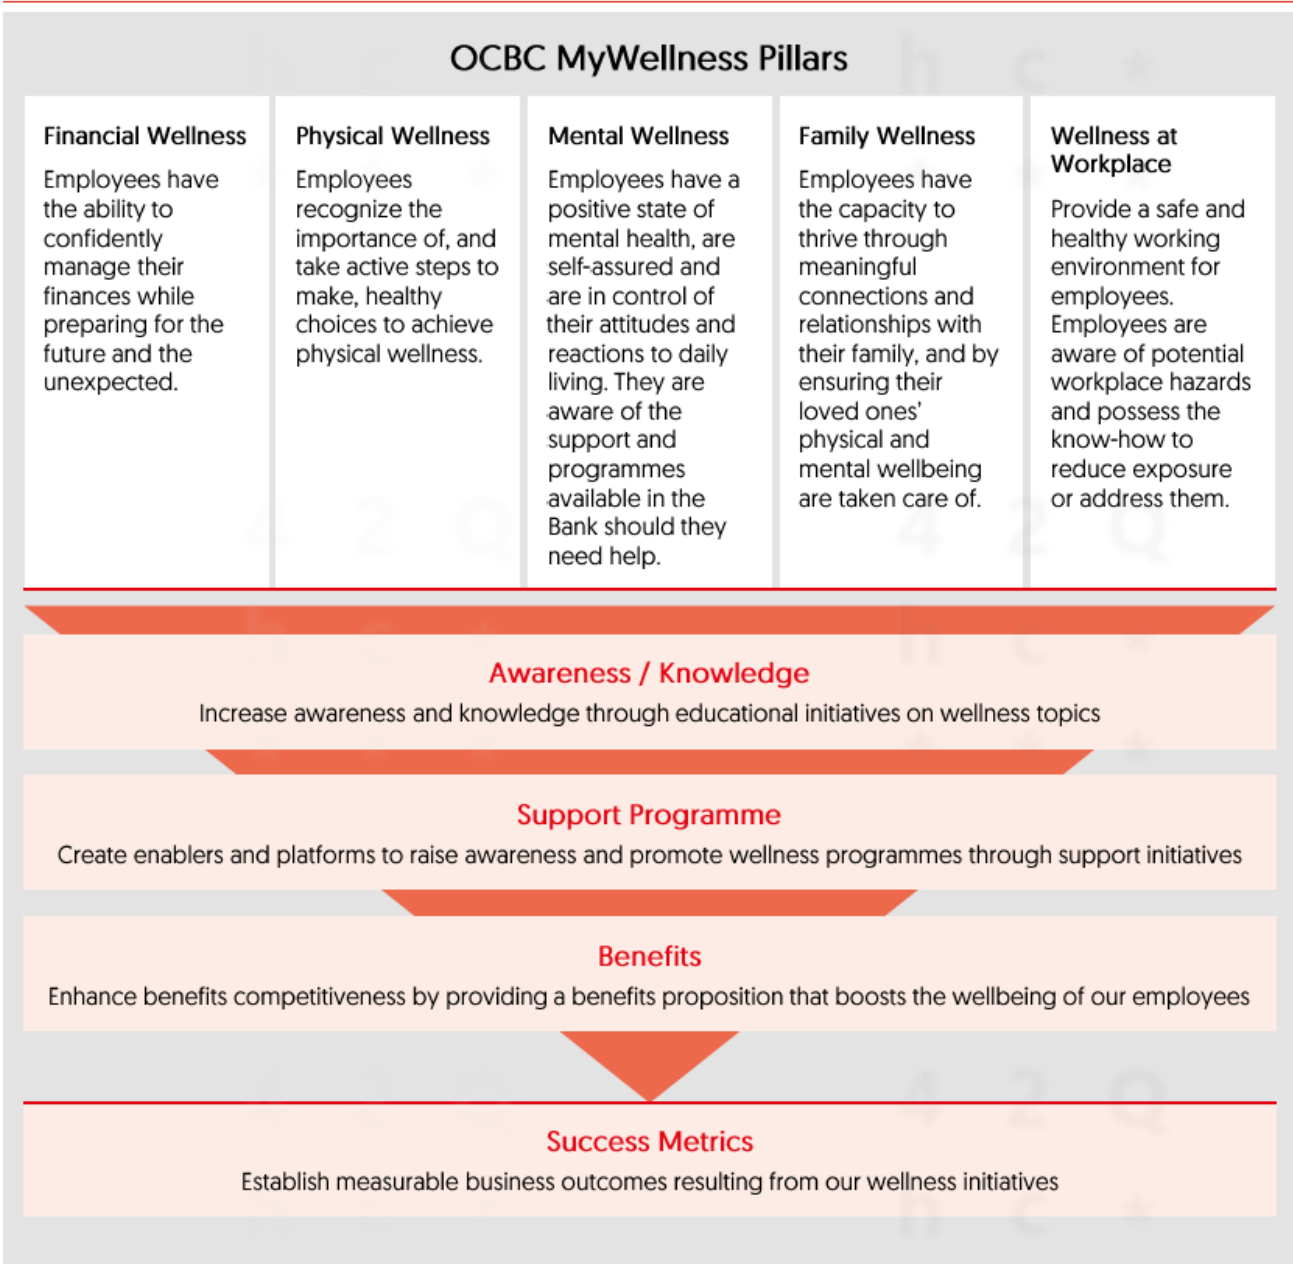 OCBC MyWellness Pillars
Financial Wellness
Employees have
the ability to
confidently
manage their
finances while
preparing for the
future and the
unexpected.
Physical Wellness
Employees
recognize the
importance of, and
take active steps to
make, healthy
choices to achieve
physical wellness.
Mental Wellness
Employees have a
positive state of
mental health, are
self-assured and
are in control of
their attitudes and
reactions to daily
living. They are
aware of the
support and
programmes
available in the
Bank should they
need help.
Family Wellness
Employees have
the capacity to
thrive through
meaningful
connections and
relationships with
their family, and by
ensuring their
loved ones’
physical and
mental wellbeing
are taken care of.
Wellness at
Workplace
Provide a safe and
healthy working
environment for
employees.
Employees are
aware of potential
workplace hazards
and possess the
know-how to
reduce exposure
or address them.
Awareness / Knowledge
Increase awareness and knowledge through educational initiatives on wellness topics
Support Programme
Create enablers and platforms to raise awareness and promote wellness programmes through support initiatives
Benefits
Enhance benefits competitiveness by providing a benefits proposition that boosts the wellbeing of our employees
Success Metrics
Establish measurable business outcomes resulting from our wellness initiatives